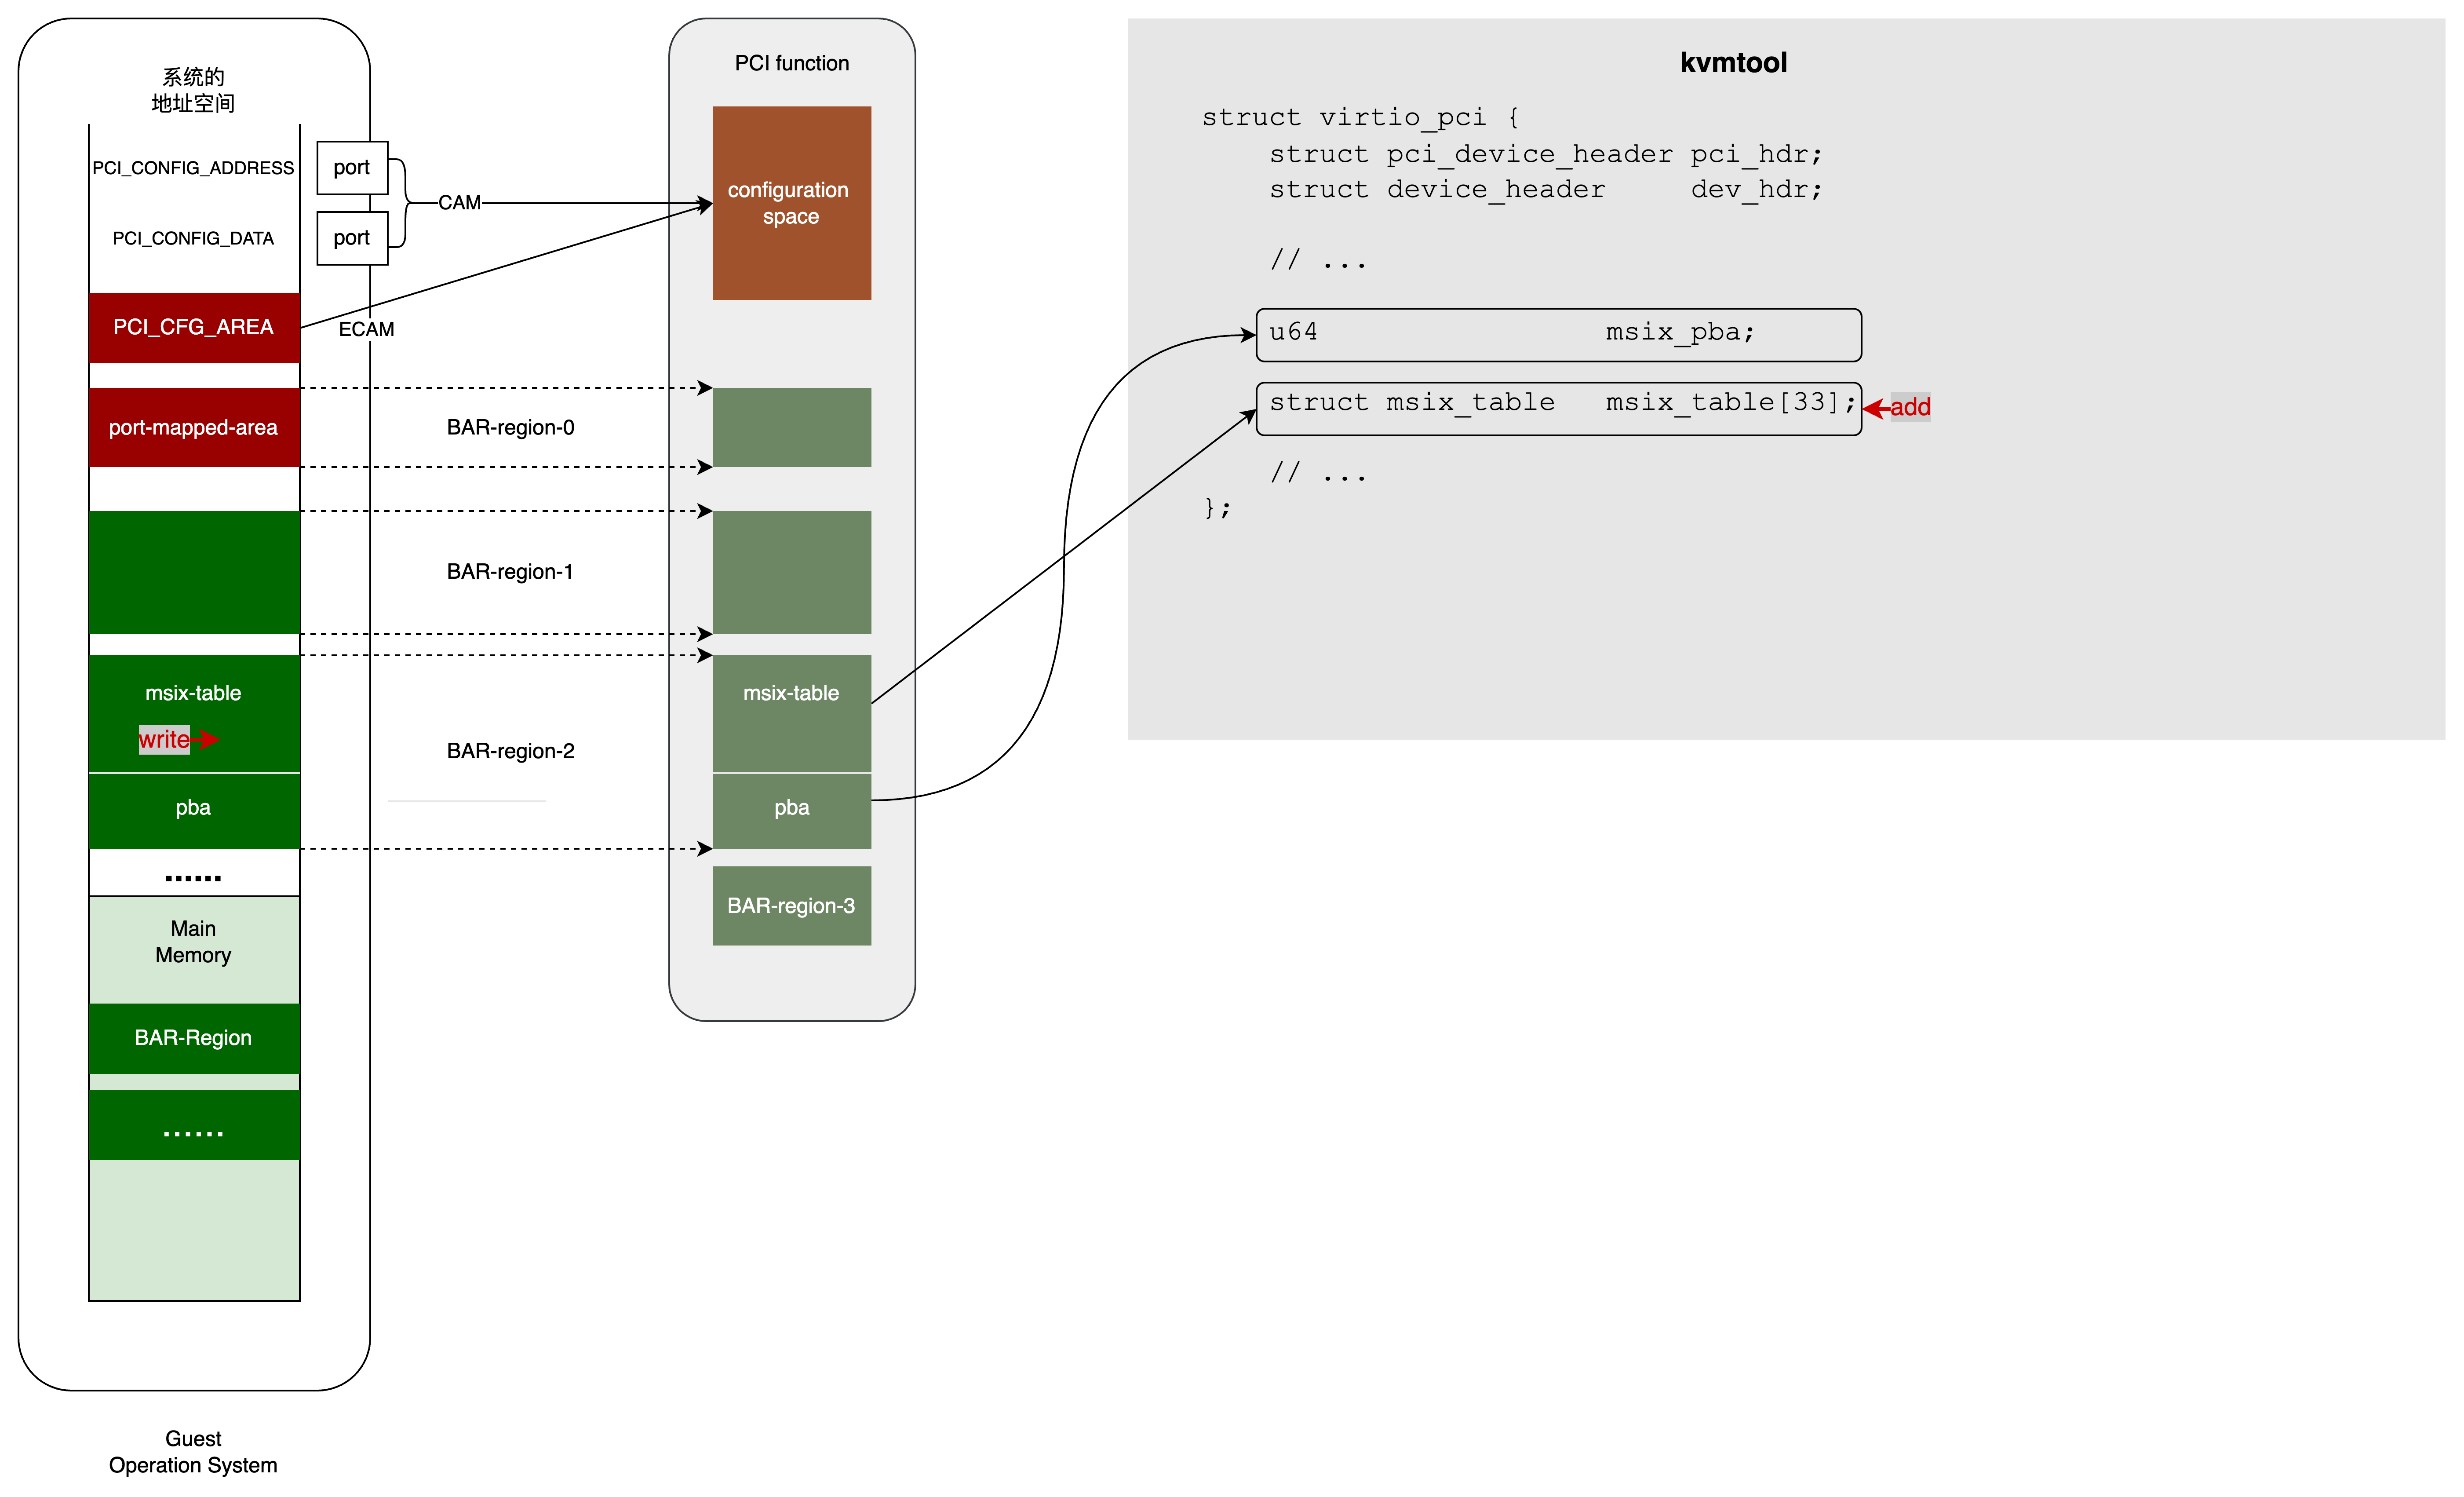 系统的
地址空间
PCI_CONFIG_ADDRESS
port
PCI_CONFIG_DATA
port
CAM
PCI_CFG_AREA
ECAM
port-mapped-area
BAR-region-0
BAR-region-1
msix-table
write
BAR-region-2
pba
......
Main
Memory
BAR-Region
......
Guest
Operation System
PCI function
configuration
space
msix-table
pba
BAR-region-3
kvmtool
struct virtio_pci {
    struct pci_device_header pci_hdr;
    struct device_header     dev_hdr;
    // ...
    u64                 msix_pba;
    struct msix_table   msix_table[33];
add
    // ...
};